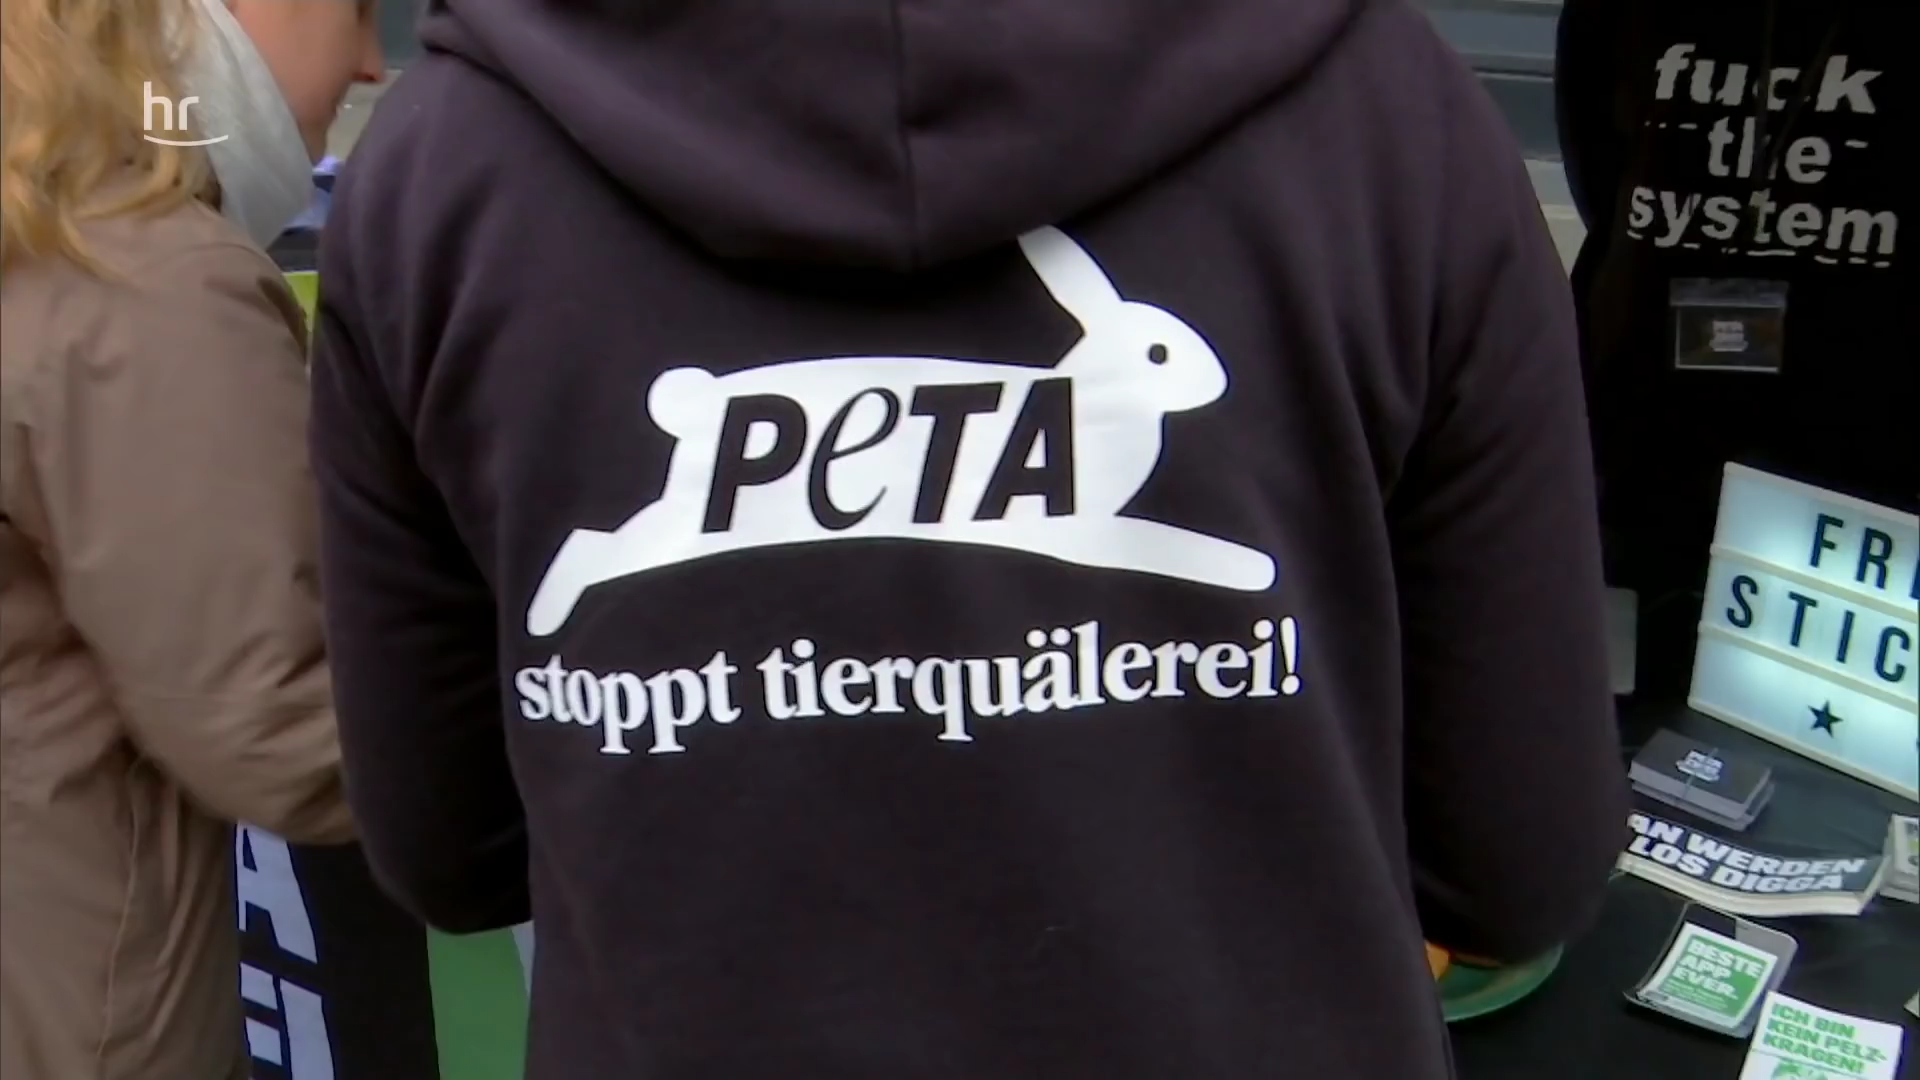 hr
PeTA
stoppt tierquälerei!
fuck
the
system
FR
STIC
AN WERDEN
LOS DIGGA
BESTE
APP
EVER.
ICH BIN
KEIN PELZ-
KRAGEN!